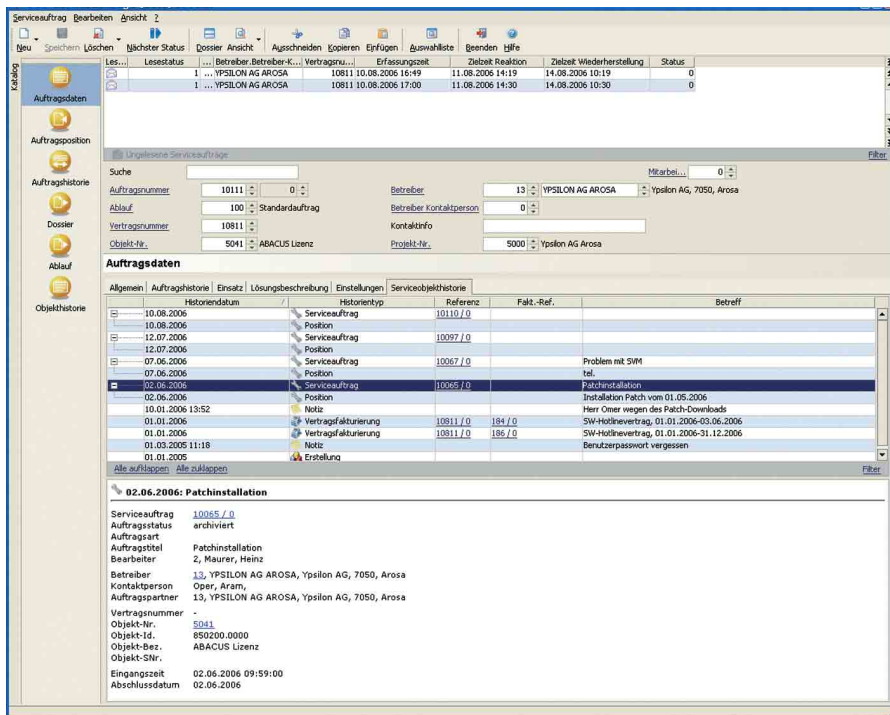 Serviceauftrag Bearbeiten Ansicht ?
Neu Speichern Löschen Nächster Status Dossier Ansicht Ausschneiden Kopieren Einfügen Auswahlliste Beenden Hilfe
Katalog
Auftragsdaten
Auftragsposition
Auftragshistorie
Dossier
Ablauf
Objekthistorie
Les... Lesestatus ... Betreiber.Betreiber-K... Vertragsnu... Erfassungszeit Zielzeit Reaktion Zielzeit Wiederherstellung Status
1 ... YPSILON AG AROSA 10811 10.08.2006 16:49 11.08.2006 14:19 14.08.2006 10:19 0
1 ... YPSILON AG AROSA 10811 10.08.2006 17:00 11.08.2006 14:30 14.08.2006 10:30 0
Ungelesene Serviceaufträge Filter
Suche Mitarbei... 0
Auftragsnummer 10111 0 Betreiber 13 YPSILON AG AROSA Ypsilon AG, 7050, Arosa
Ablauf 100 Standardauftrag Betreiber Kontaktperson 0
Vertragsnummer 10811 Kontaktinfo
Objekt-Nr. 5041 ABACUS Lizenz Projekt-Nr. 5000 Ypsilon AG Arosa
Auftragsdaten
Allgemein Auftragshistorie Einsatz Lösungsbeschreibung Einstellungen Serviceobjekthistorie
Historiendatum / Historientyp Referenz Fakt.-Ref. Betreff
10.08.2006 Serviceauftrag 10110 / 0
10.08.2006 Position
12.07.2006 Serviceauftrag 10097 / 0
12.07.2006 Position
07.06.2006 Serviceauftrag 10067 / 0 Problem mit SVM
07.06.2006 Position tel.
02.06.2006 Serviceauftrag 10065 / 0 Patchinstallation
02.06.2006 Position Installation Patch vom 01.05.2006
10.01.2006 13:52 Notiz Herr Omer wegen des Patch-Downloads
01.01.2006 Vertragsfakturierung 10811 / 0 184 / 0 SW-Hotlinevertrag, 01.01.2006-03.06.2006
01.01.2006 Vertragsfakturierung 10811 / 0 186 / 0 SW-Hotlinevertrag, 01.01.2006-31.12.2006
01.03.2005 11:18 Notiz Benutzerpasswort vergessen
01.01.2005 Erstellung
Alle aufklappen Alle zuklappen Filter
02.06.2006: Patchinstallation
Serviceauftrag 10065 / 0
Auftragsstatus archiviert
Auftragsart
Auftragstitel Patchinstallation
Bearbeiter 2, Maurer, Heinz
Betreiber 13, YPSILON AG AROSA, Ypsilon AG, 7050, Arosa
Kontaktperson Oper, Aram,
Auftragspartner 13, YPSILON AG AROSA, Ypsilon AG, 7050, Arosa
Vertragsnummer -
Objekt-Nr. 5041
Objekt-Id. 850200.0000
Objekt-Bez. ABACUS Lizenz
Objekt-SNr.
Eingangszeit 02.06.2006 09:59:00
Abschlussdatum 02.06.2006